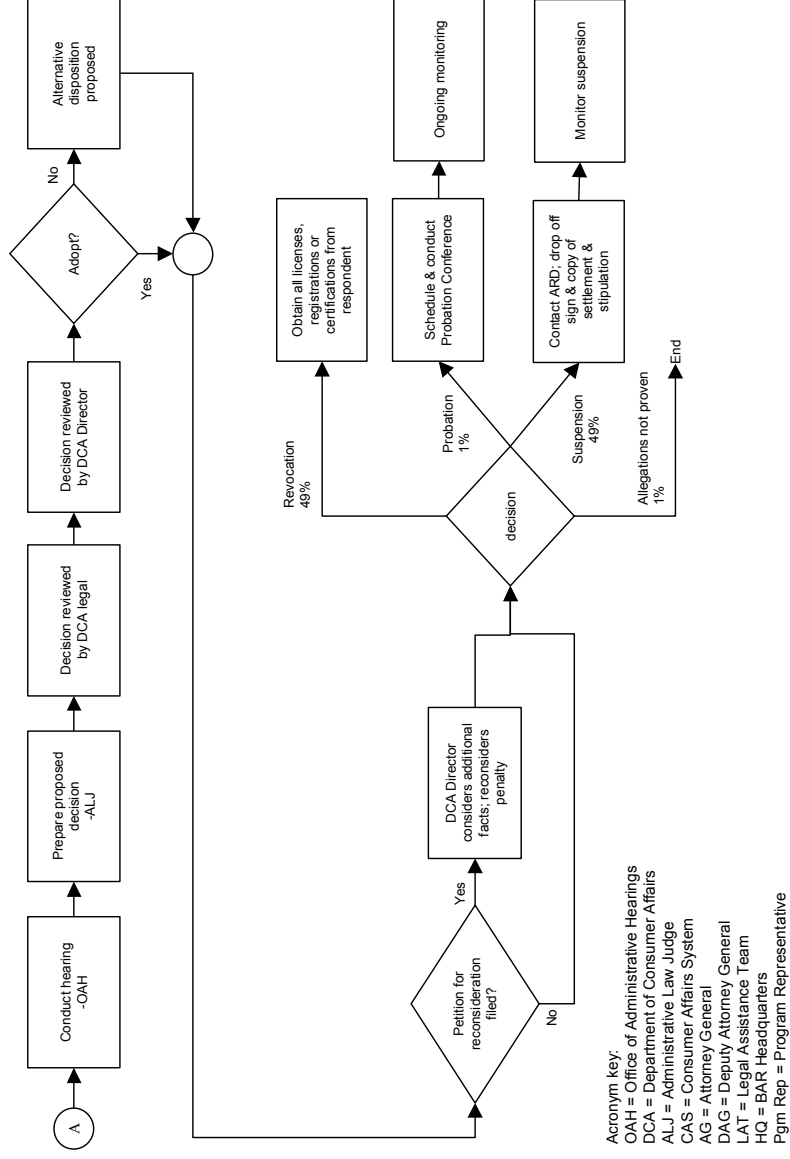 A
Conduct hearing
-OAH
Prepare proposed
decision
-ALJ
Decision reviewed
by DCA legal
Decision reviewed
by DCA Director
Adopt?
No
Yes
Alternative
disposition
proposed
Petition for
reconsideration
filed?
Yes
No
DCA Director
considers additional
facts; reconsiders
penalty
decision
Revocation
49%
Obtain all licenses,
registrations or
certifications from
respondent
Probation
1%
Schedule & conduct
Probation Conference
Ongoing monitoring
Suspension
49%
Contact ARD; drop off
sign & copy of
settlement &
stipulation
Monitor suspension
Allegations not proven
1%
End
Acronym key:
OAH = Office of Administrative Hearings
DCA = Department of Consumer Affairs
ALJ = Administrative Law Judge
CAS = Consumer Affairs System
AG = Attorney General
DAG = Deputy Attorney General
LAT = Legal Assistance Team
HQ = BAR Headquarters
Pgm Rep = Program Representative